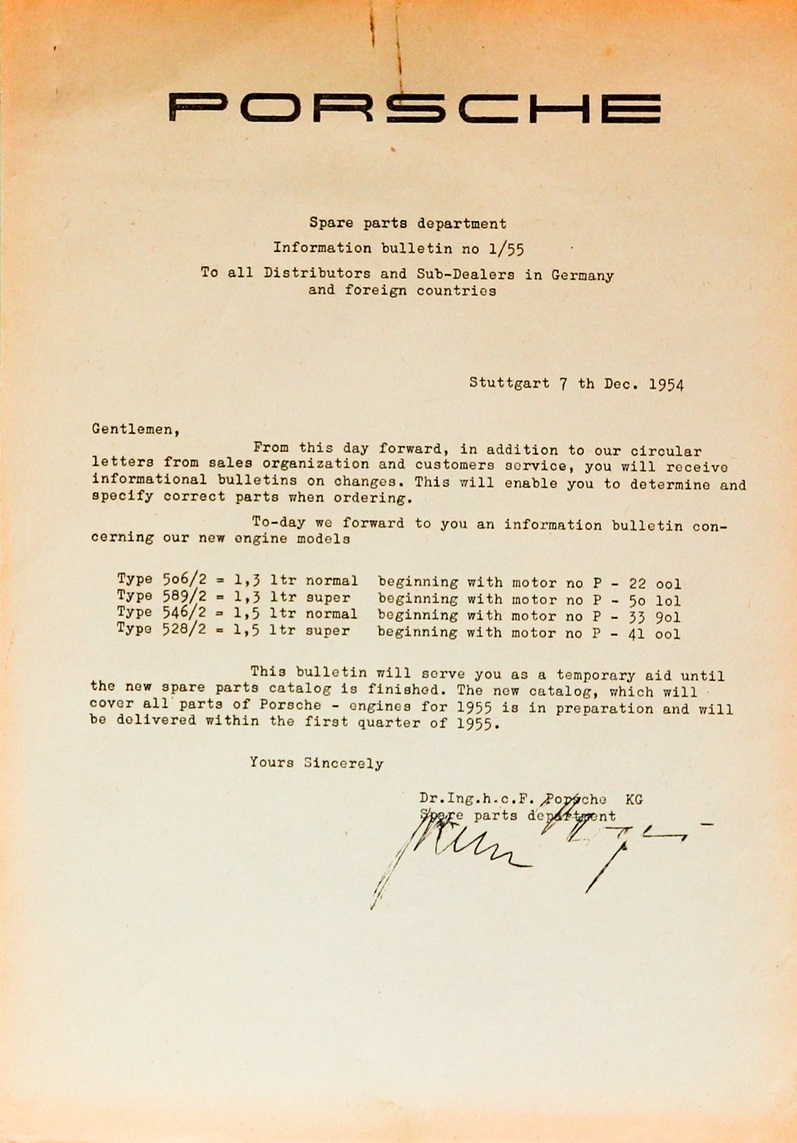 PORSCHE
Spare parts department
Information bulletin no 1/55
To all Distributors and Sub-Dealers in Germany
and foreign countries
Stuttgart 7 th Dec. 1954
Gentlemen,
From this day forward, in addition to our circular
letters from sales organization and customers service, you will receive
informational bulletins on changes. This will enable you to determine and
specify correct parts when ordering.
To-day we forward to you an information bulletin con-
cerning our new engine models
Type 5o6/2 = 1,3 ltr normal beginning with motor no P - 22 ool
Type 589/2 = 1,3 ltr super beginning with motor no P - 5o lol
Type 546/2 = 1,5 ltr normal beginning with motor no P - 33 9ol
Type 528/2 = 1,5 ltr super beginning with motor no P - 41 ool
This bulletin will serve you as a temporary aid until
the new spare parts catalog is finished. The new catalog, which will
cover all parts of Porsche - engines for 1955 is in preparation and will
be delivered within the first quarter of 1955.
Yours Sincerely
Dr.Ing.h.c.F. Porsche KG
Spare parts department